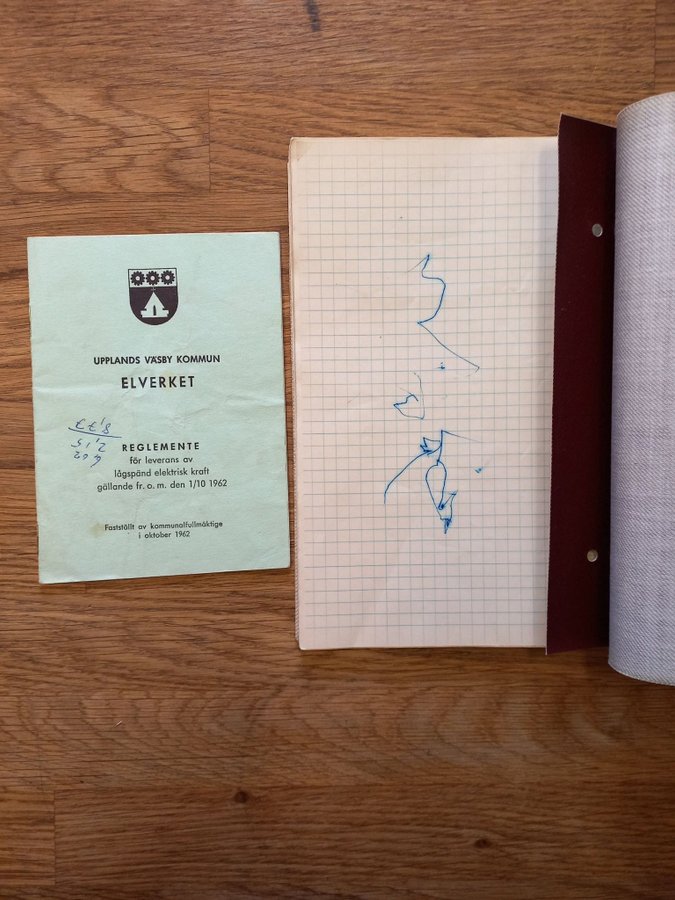 UPPLANDS VÄSBY KOMMUN
ELVERKET
REGLEMENTE
för leverans av
lågspänd elektrisk kraft
gällande fr. o. m. den 1/10 1962
Fastställt av kommunalfullmäktige
i oktober 1962